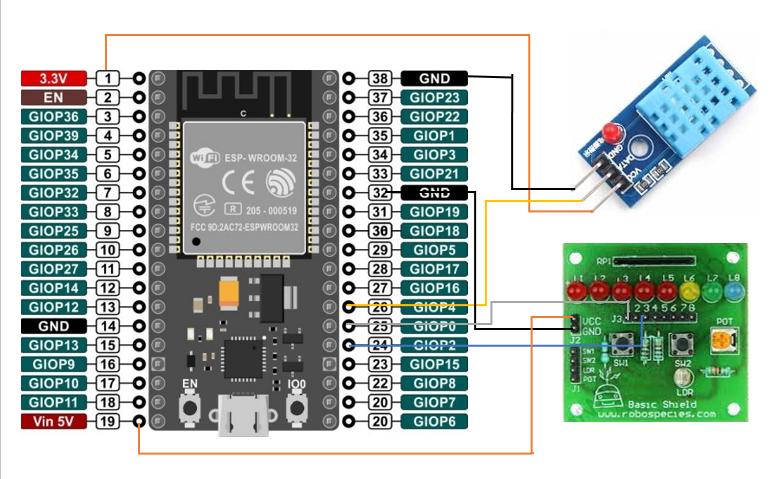 3.3V 1
EN 2
GIOP36 3
GIOP39 4
GIOP34 5
GIOP35 6
GIOP32 7
GIOP33 8
GIOP25 9
GIOP26 10
GIOP27 11
GIOP14 12
GIOP12 13
GND 14
GIOP13 15
GIOP9 16
GIOP10 17
GIOP11 18
Vin 5V 19
C
WiFi ESP- WROOM-32
CE
R 205 - 000519
FCC 9D:2AC72-ESPWROOM32
EN
IO0
38 GND
37 GIOP23
36 GIOP22
35 GIOP1
34 GIOP3
33 GIOP21
32 GND
31 GIOP19
30 GIOP18
29 GIOP5
28 GIOP17
27 GIOP16
26 GIOP4
25 GIOP0
24 GIOP2
23 GIOP15
22 GIOP8
20 GIOP7
20 GIOP6
GND
DATA
VCC
RP1
L1 L2 L3 L4 L5 L6 L7 L8
J3 2 3 4 5 6 7 8
VCC
GND
J2
POT
SW1
SW2
LDR
POT
J1
SW1
SW2
LDR
Basic Shield
www.robospecies.com